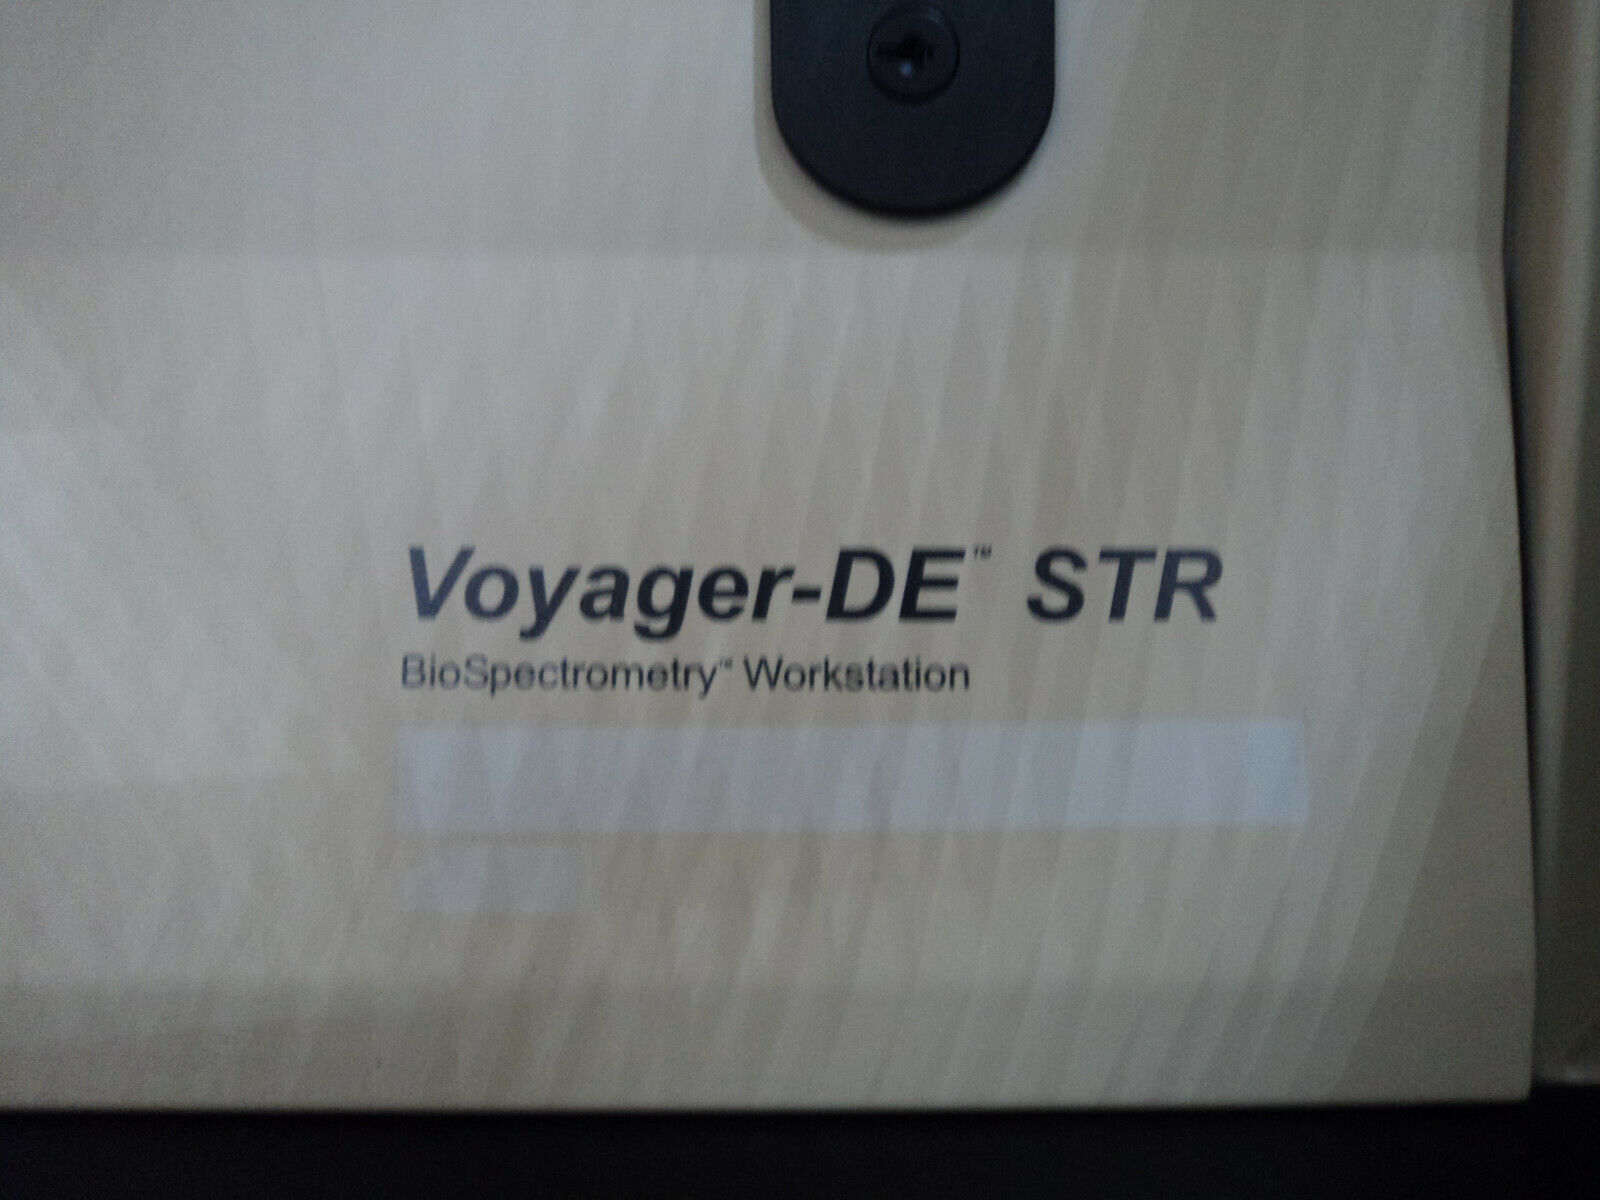 Voyager-DE™ STR
BioSpectrometry™ Workstation